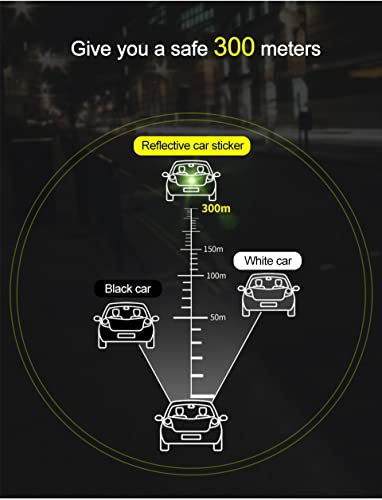 Give you a safe 300 meters
Reflective car sticker
300m
150m
White car
100m
Black car
50m